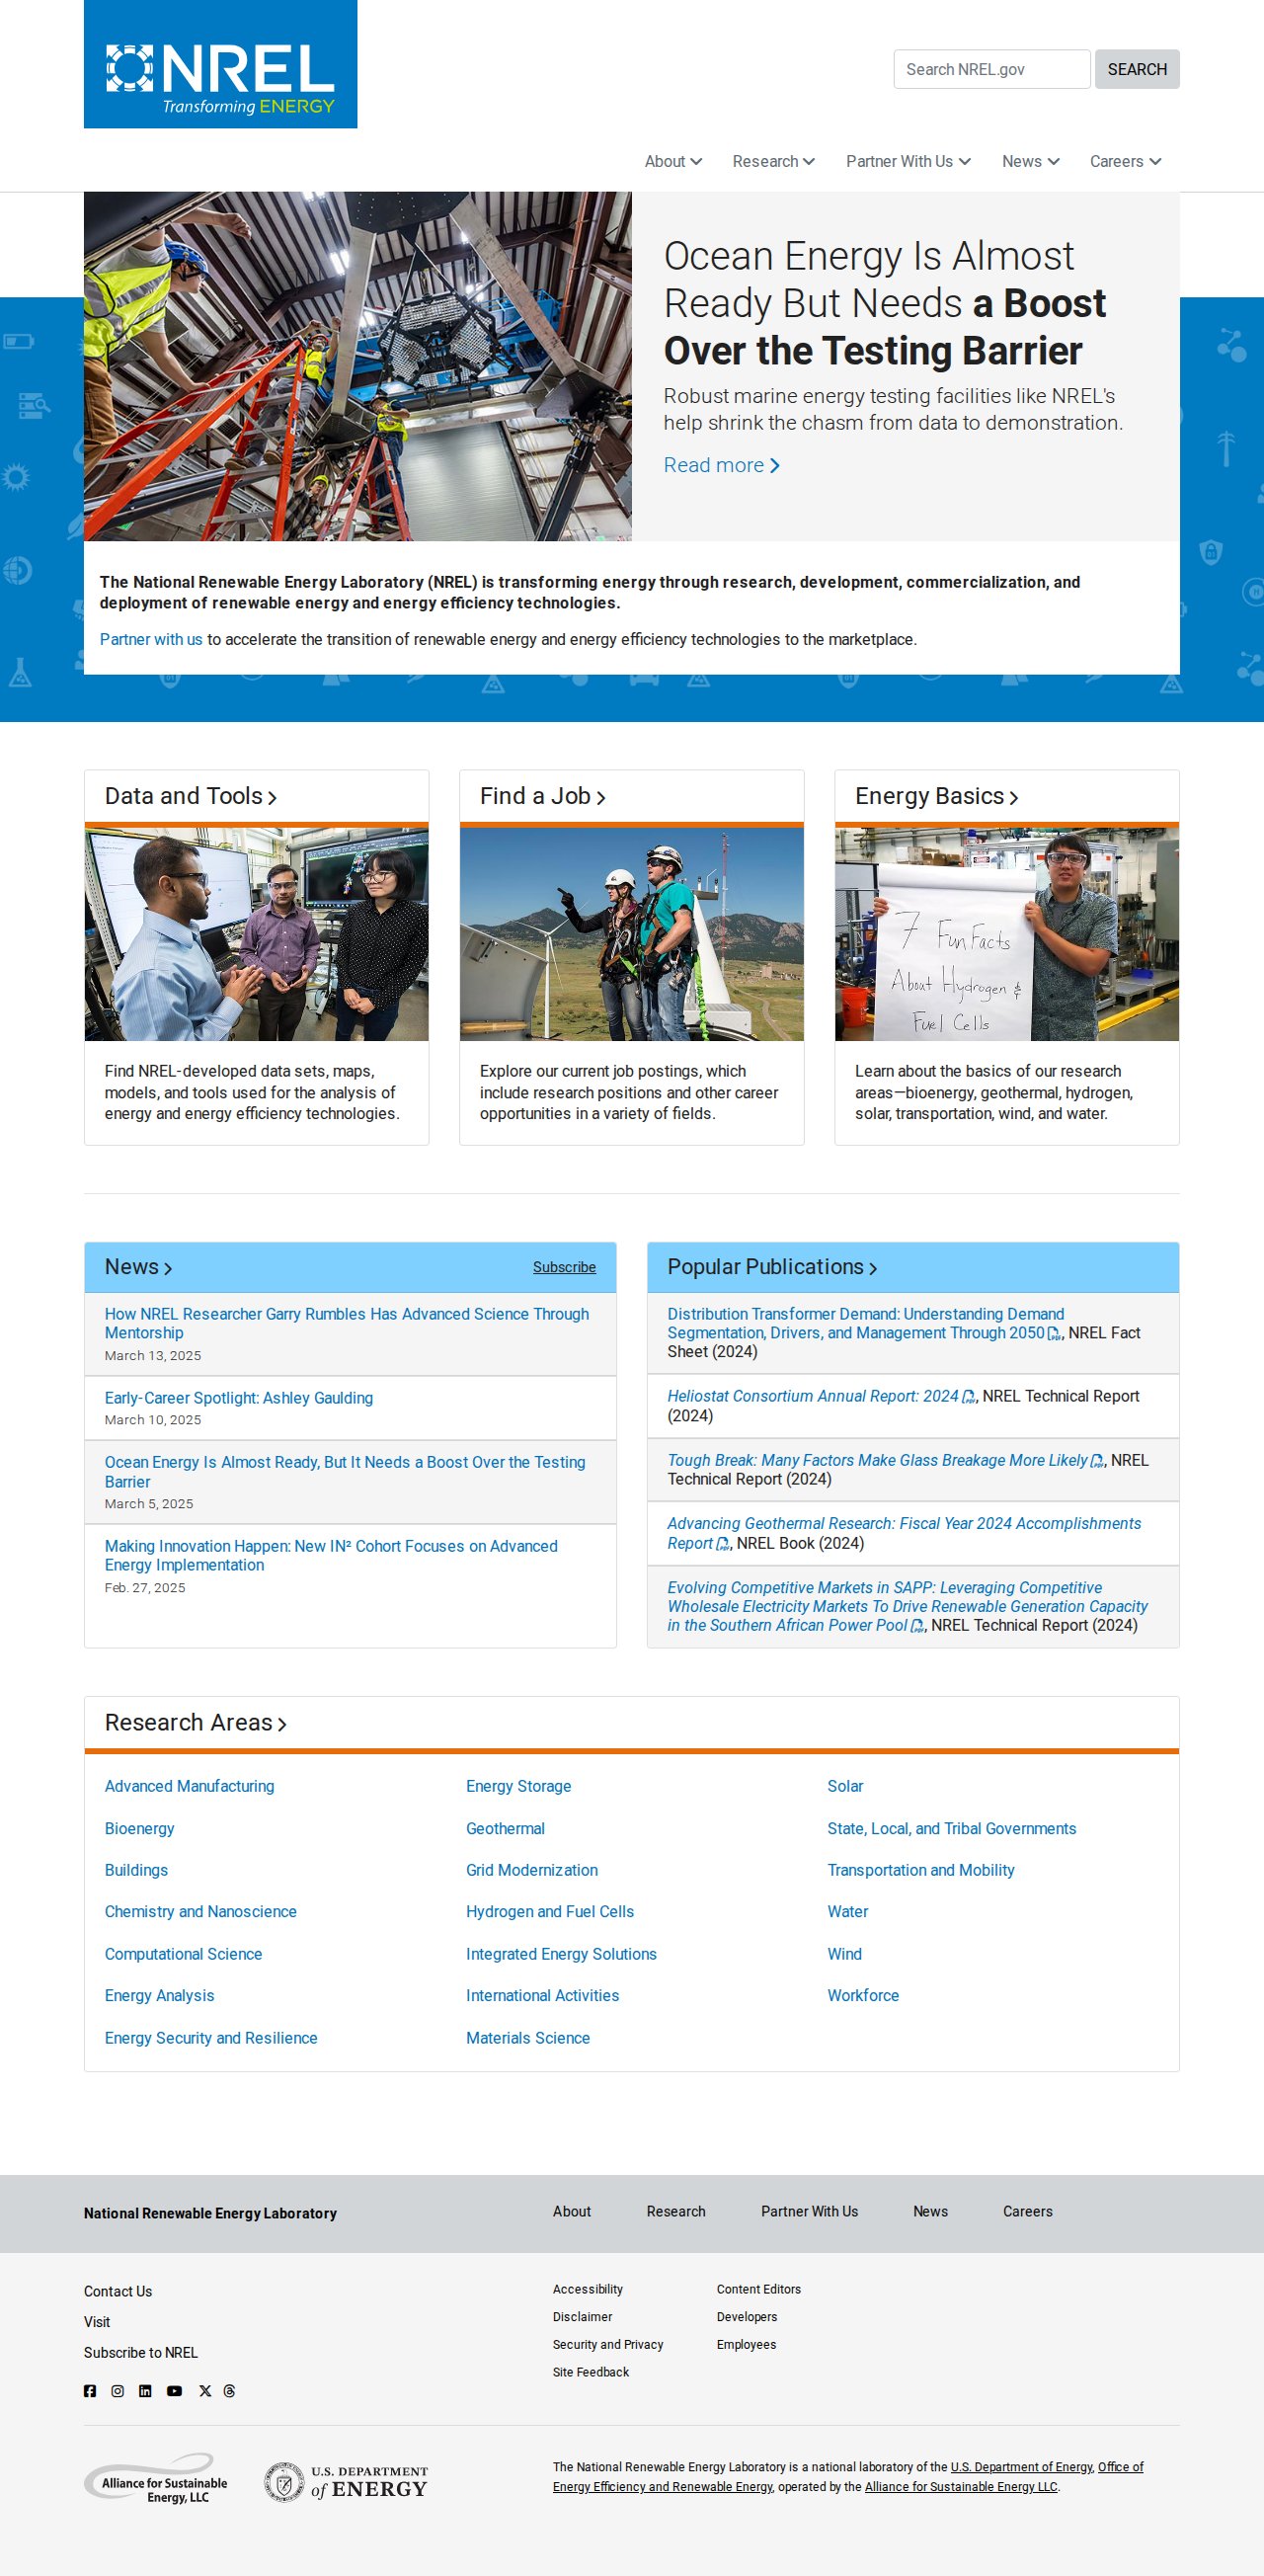 NREL
Transforming ENERGY
Search NREL.gov
SEARCH
About
Research
Partner With Us
News
Careers
Ocean Energy Is Almost
Ready But Needs a Boost
Over the Testing Barrier
Robust marine energy testing facilities like NREL's
help shrink the chasm from data to demonstration.
Read more
The National Renewable Energy Laboratory (NREL) is transforming energy through research, development, commercialization, and
deployment of renewable energy and energy efficiency technologies.
Partner with us to accelerate the transition of renewable energy and energy efficiency technologies to the marketplace.
Data and Tools
Find NREL-developed data sets, maps,
models, and tools used for the analysis of
energy and energy efficiency technologies.
Find a Job
Explore our current job postings, which
include research positions and other career
opportunities in a variety of fields.
Energy Basics
7 Fun Facts
About Hydrogen &
Fuel Cells
Learn about the basics of our research
areas—bioenergy, geothermal, hydrogen,
solar, transportation, wind, and water.
News
Subscribe
How NREL Researcher Garry Rumbles Has Advanced Science Through
Mentorship
March 13, 2025
Early-Career Spotlight: Ashley Gaulding
March 10, 2025
Ocean Energy Is Almost Ready, But It Needs a Boost Over the Testing
Barrier
March 5, 2025
Making Innovation Happen: New IN² Cohort Focuses on Advanced
Energy Implementation
Feb. 27, 2025
Popular Publications
Distribution Transformer Demand: Understanding Demand
Segmentation, Drivers, and Management Through 2050, NREL Fact
Sheet (2024)
Heliostat Consortium Annual Report: 2024, NREL Technical Report
(2024)
Tough Break: Many Factors Make Glass Breakage More Likely, NREL
Technical Report (2024)
Advancing Geothermal Research: Fiscal Year 2024 Accomplishments
Report, NREL Book (2024)
Evolving Competitive Markets in SAPP: Leveraging Competitive
Wholesale Electricity Markets To Drive Renewable Generation Capacity
in the Southern African Power Pool, NREL Technical Report (2024)
Research Areas
Advanced Manufacturing
Bioenergy
Buildings
Chemistry and Nanoscience
Computational Science
Energy Analysis
Energy Security and Resilience
Energy Storage
Geothermal
Grid Modernization
Hydrogen and Fuel Cells
Integrated Energy Solutions
International Activities
Materials Science
Solar
State, Local, and Tribal Governments
Transportation and Mobility
Water
Wind
Workforce
National Renewable Energy Laboratory
About
Research
Partner With Us
News
Careers
Contact Us
Visit
Subscribe to NREL
Accessibility
Disclaimer
Security and Privacy
Site Feedback
Content Editors
Developers
Employees
Alliance for Sustainable
Energy, LLC
U.S. DEPARTMENT
of ENERGY
The National Renewable Energy Laboratory is a national laboratory of the U.S. Department of Energy, Office of
Energy Efficiency and Renewable Energy, operated by the Alliance for Sustainable Energy LLC.